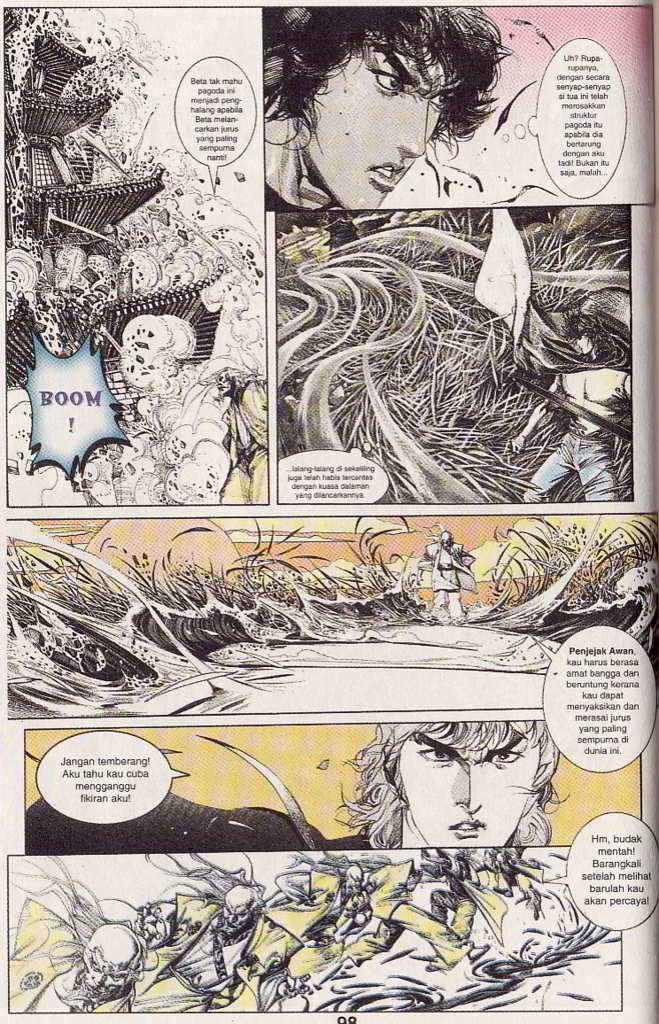 Beta tak mahu
pagoda ini
menjadi peng-
halang apabila
Beta melan-
carkan jurus
yang paling
sempurna
nanti!
Uh? Rupa-
rupanya,
dengan secara
senyap-senyap
si tua ini telah
merosakkan
struktur
pagoda itu
apabila dia
bertarung
dengan aku
tadi! Bukan itu
saja, malah...
BOOM
!
...lalang-lalang di sekeliling
juga telah habis tercantas
dengan kuasa dalaman
yang dilancarkannya.
Penjejak Awan,
kau harus berasa
amat bangga dan
beruntung kerana
kau dapat
menyaksikan dan
merasai jurus
yang paling
sempurna di
dunia ini.
Jangan temberang!
Aku tahu kau cuba
mengganggu
fikiran aku!
Hm, budak
mentah!
Barangkali
setelah melihat
barulah kau
akan percaya!
98